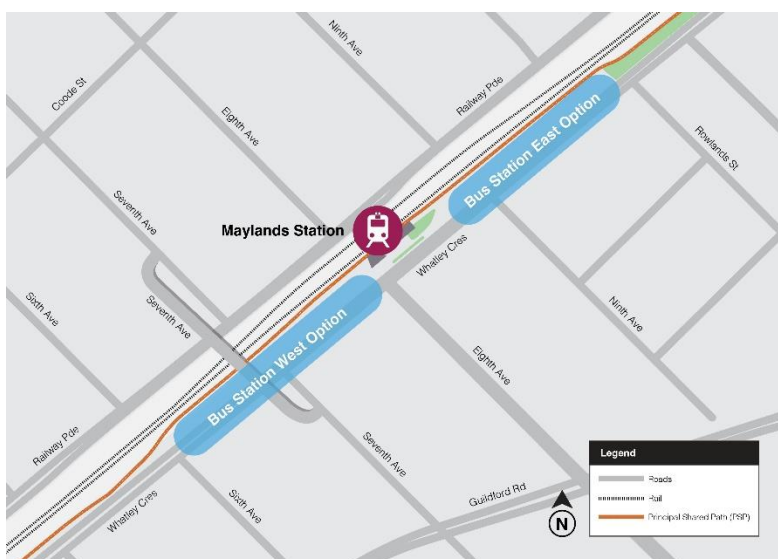 Ninth Ave
Coode St
Railway Pde
Eighth Ave
Bus Station East Option
Rowlands St
Seventh Ave
Maylands Station
Whatley Cres
Sixth Ave
Seventh Ave
Ninth Ave
Bus Station West Option
Eighth Ave
Railway Pde
Seventh Ave
Legend
Roads
Rail
Principal Shared Path (PSP)
Guildford Rd
Whatley Cres
Sixth Ave
N